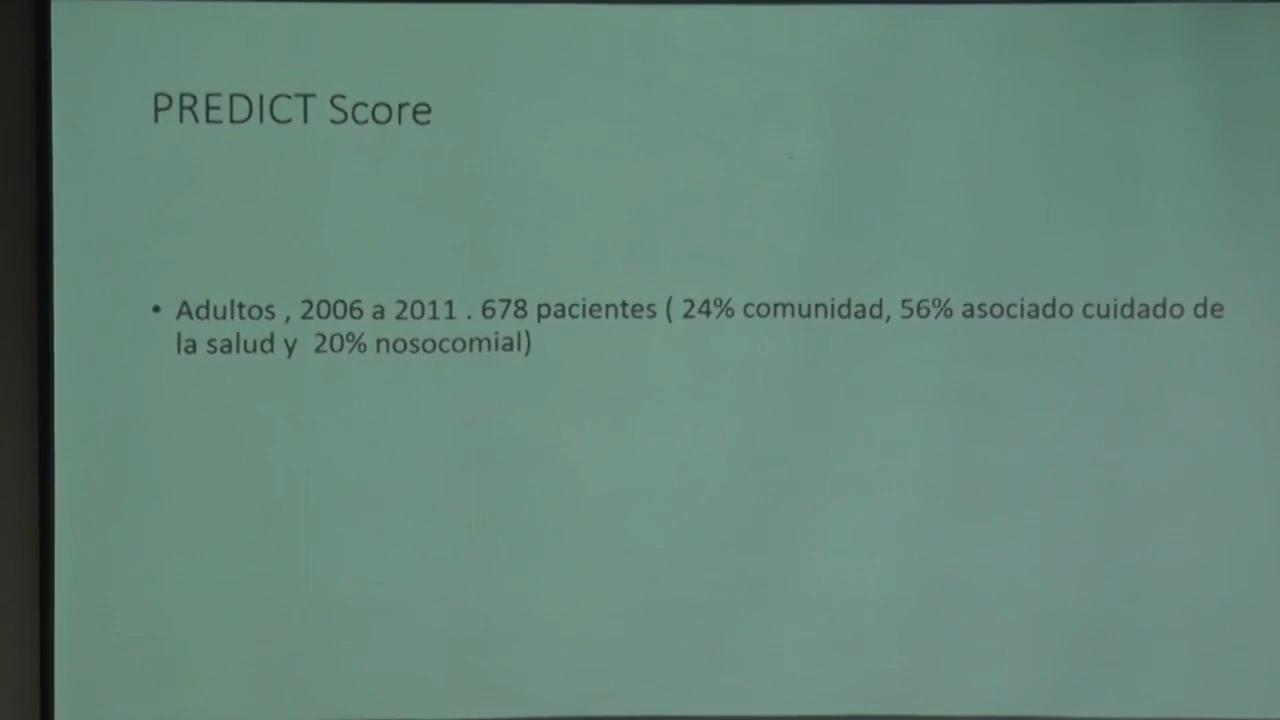 PREDICT Score
• Adultos , 2006 a 2011 . 678 pacientes ( 24% comunidad, 56% asociado cuidado de
la salud y  20% nosocomial)